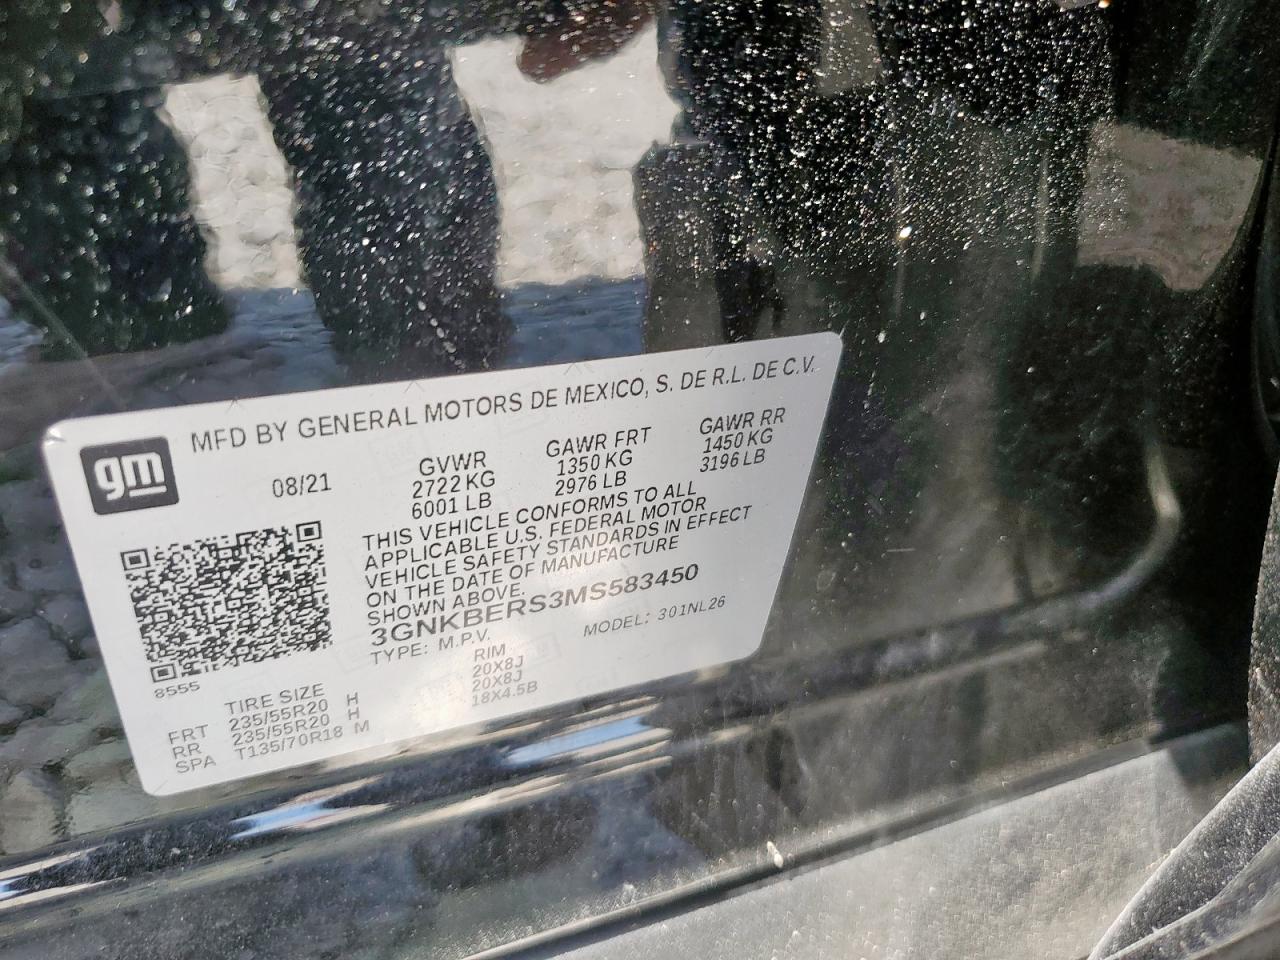 MFD BY GENERAL MOTORS DE MEXICO, S. DE R.L. DE C.V.
gm
08/21
GVWR
2722 KG
6001 LB
GAWR FRT
1350 KG
2976 LB
GAWR RR
1450 KG
3196 LB
THIS VEHICLE CONFORMS TO ALL
APPLICABLE U.S. FEDERAL MOTOR
VEHICLE SAFETY STANDARDS IN EFFECT
ON THE DATE OF MANUFACTURE
SHOWN ABOVE.
3GNKBERS3MS583450
TYPE: M.P.V.
MODEL: 301NL26
8555
TIRE SIZE RIM
FRT 235/55R20 H 20X8J
RR 235/55R20 H 20X8J
SPA T135/70R18 M 18X4.5B